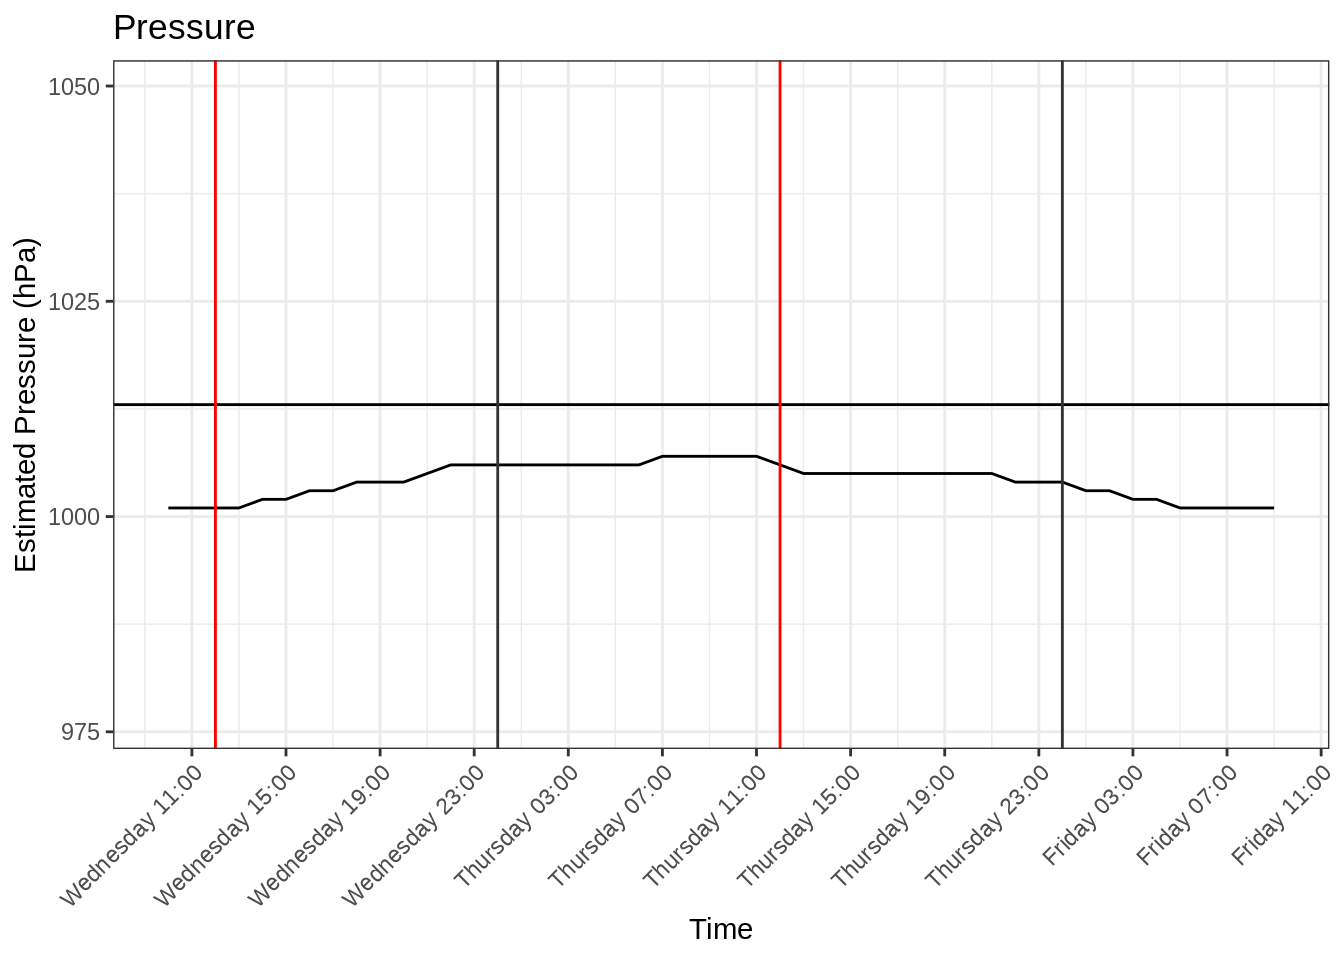 Pressure
Estimated Pressure (hPa)
1050
1025
1000
975
Wednesday 11:00
Wednesday 15:00
Wednesday 19:00
Wednesday 23:00
Thursday 03:00
Thursday 07:00
Thursday 11:00
Thursday 15:00
Thursday 19:00
Thursday 23:00
Friday 03:00
Friday 07:00
Friday 11:00
Time